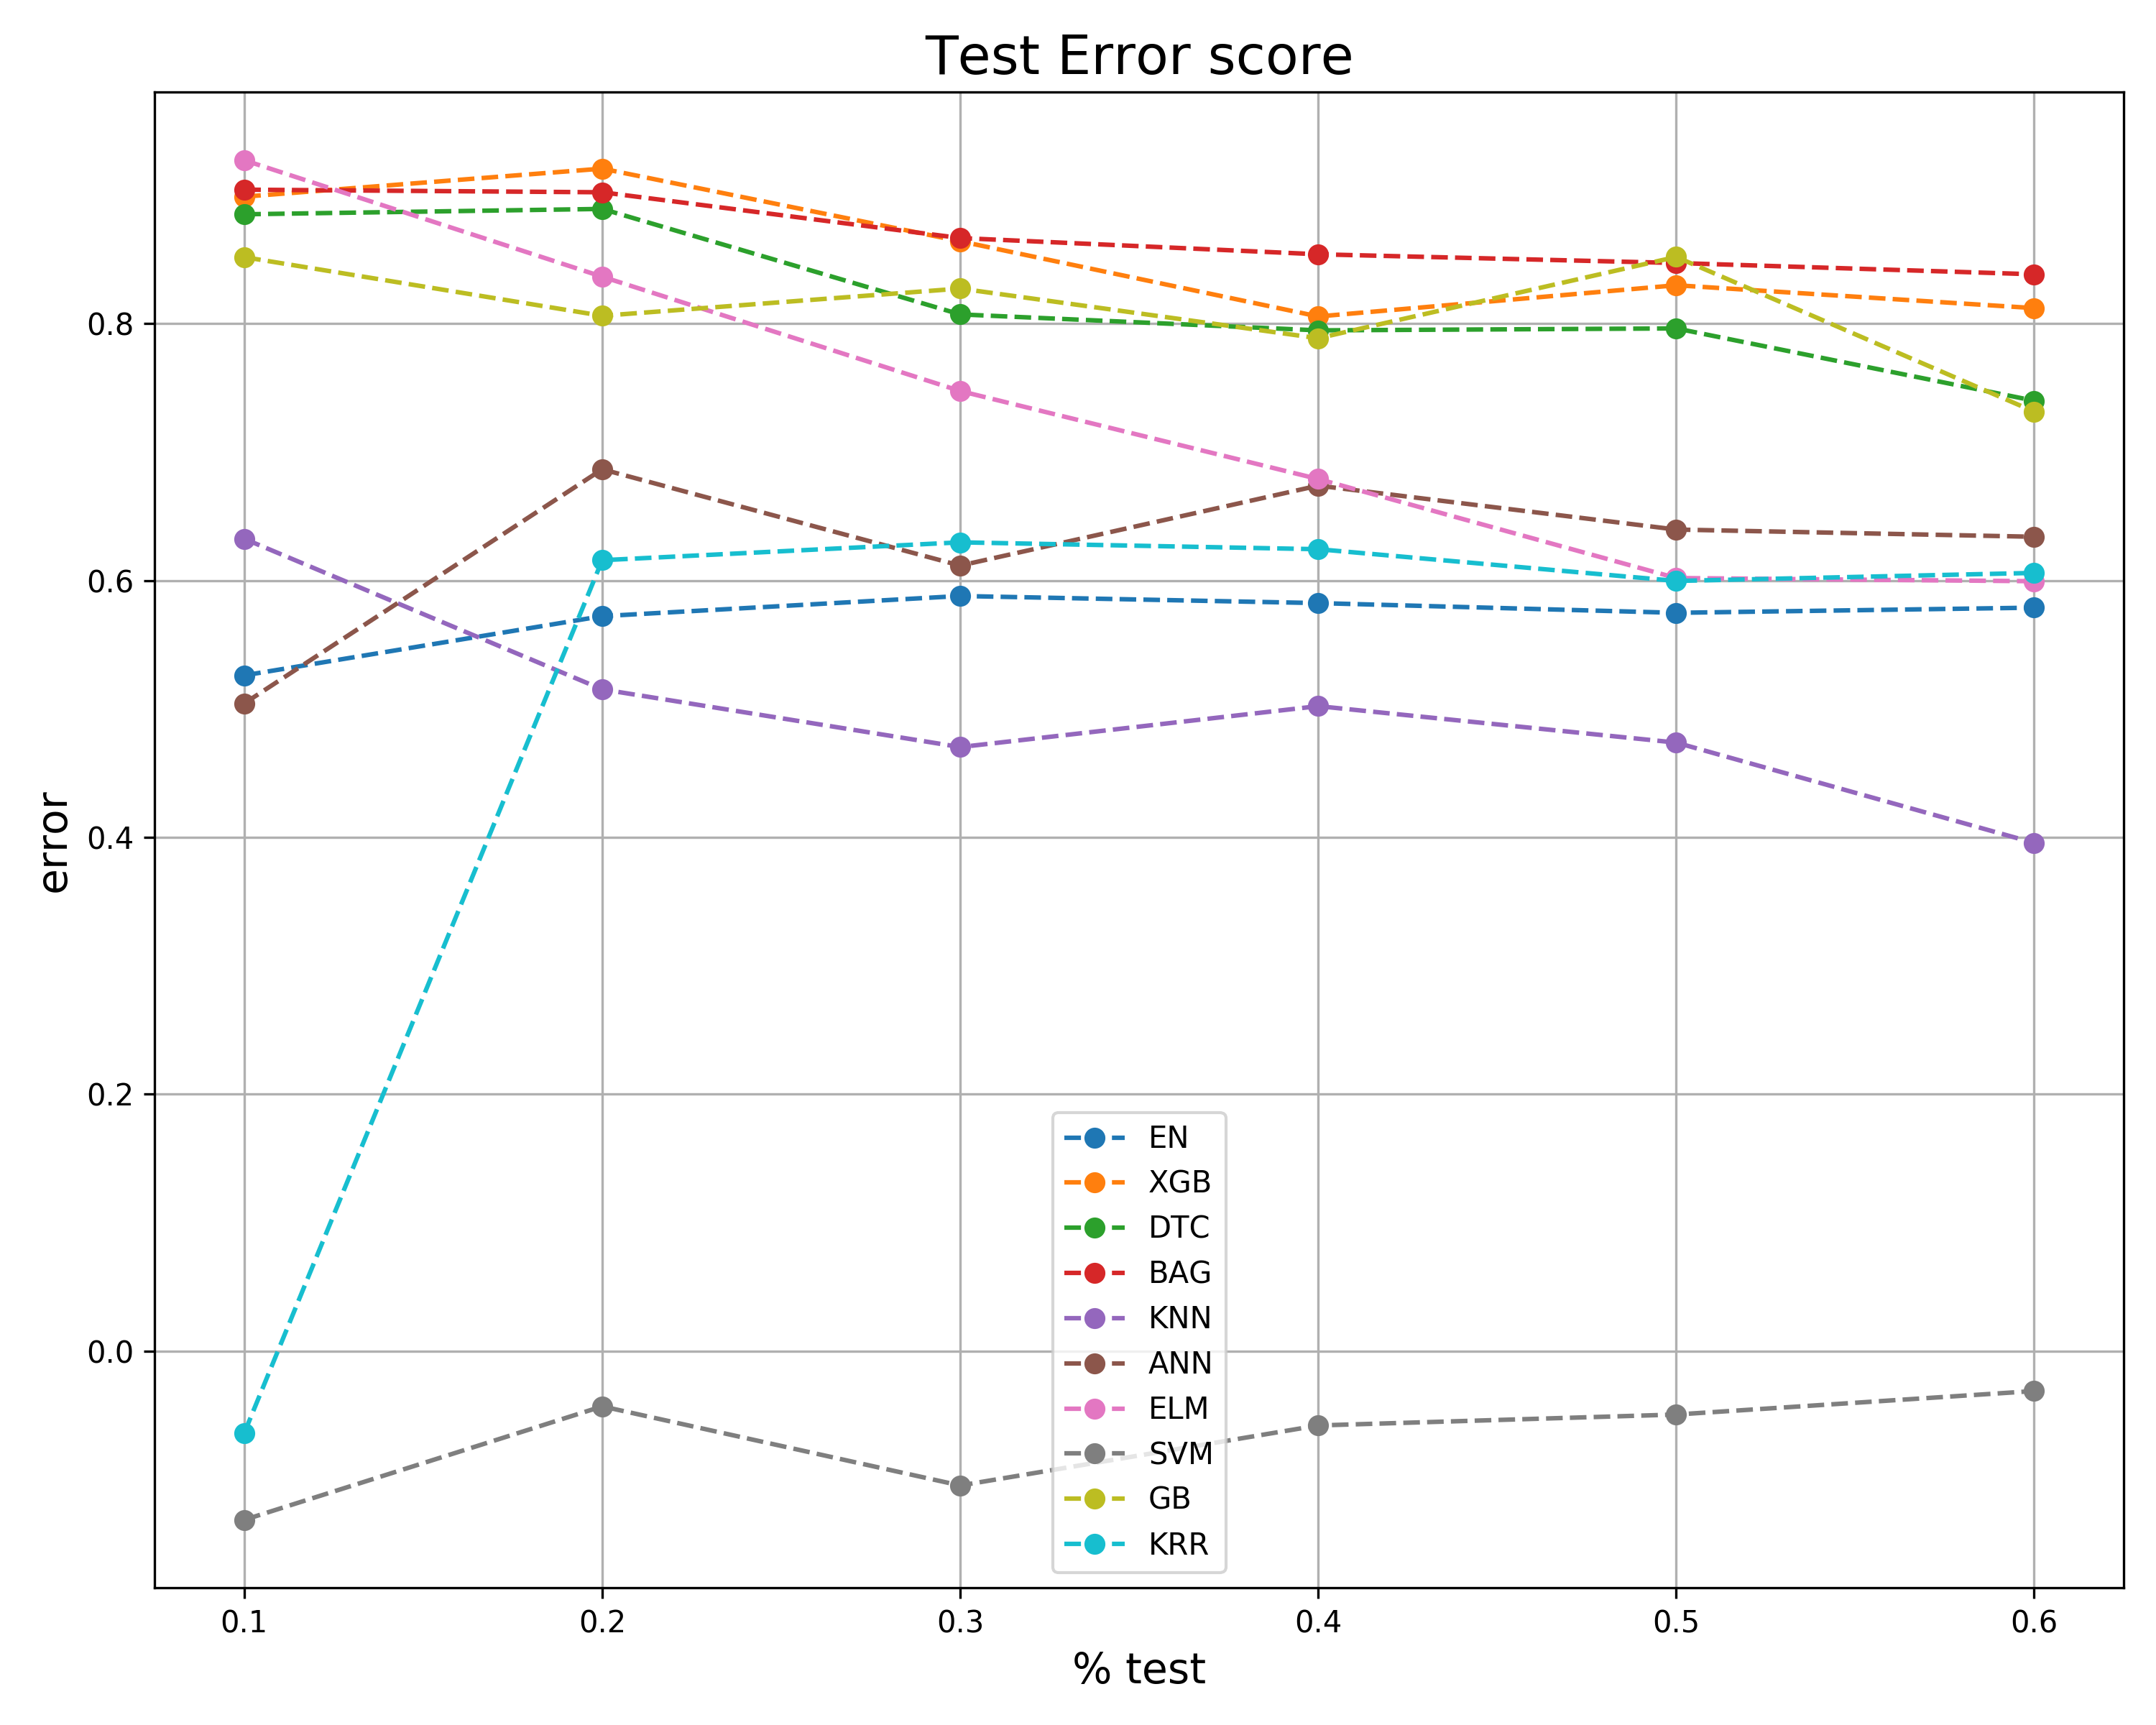 Test Error score
error
0.8
0.6
0.4
0.2
0.0
EN
XGB
DTC
BAG
KNN
ANN
ELM
SVM
GB
KRR
0.1 0.2 0.3 0.4 0.5 0.6
% test